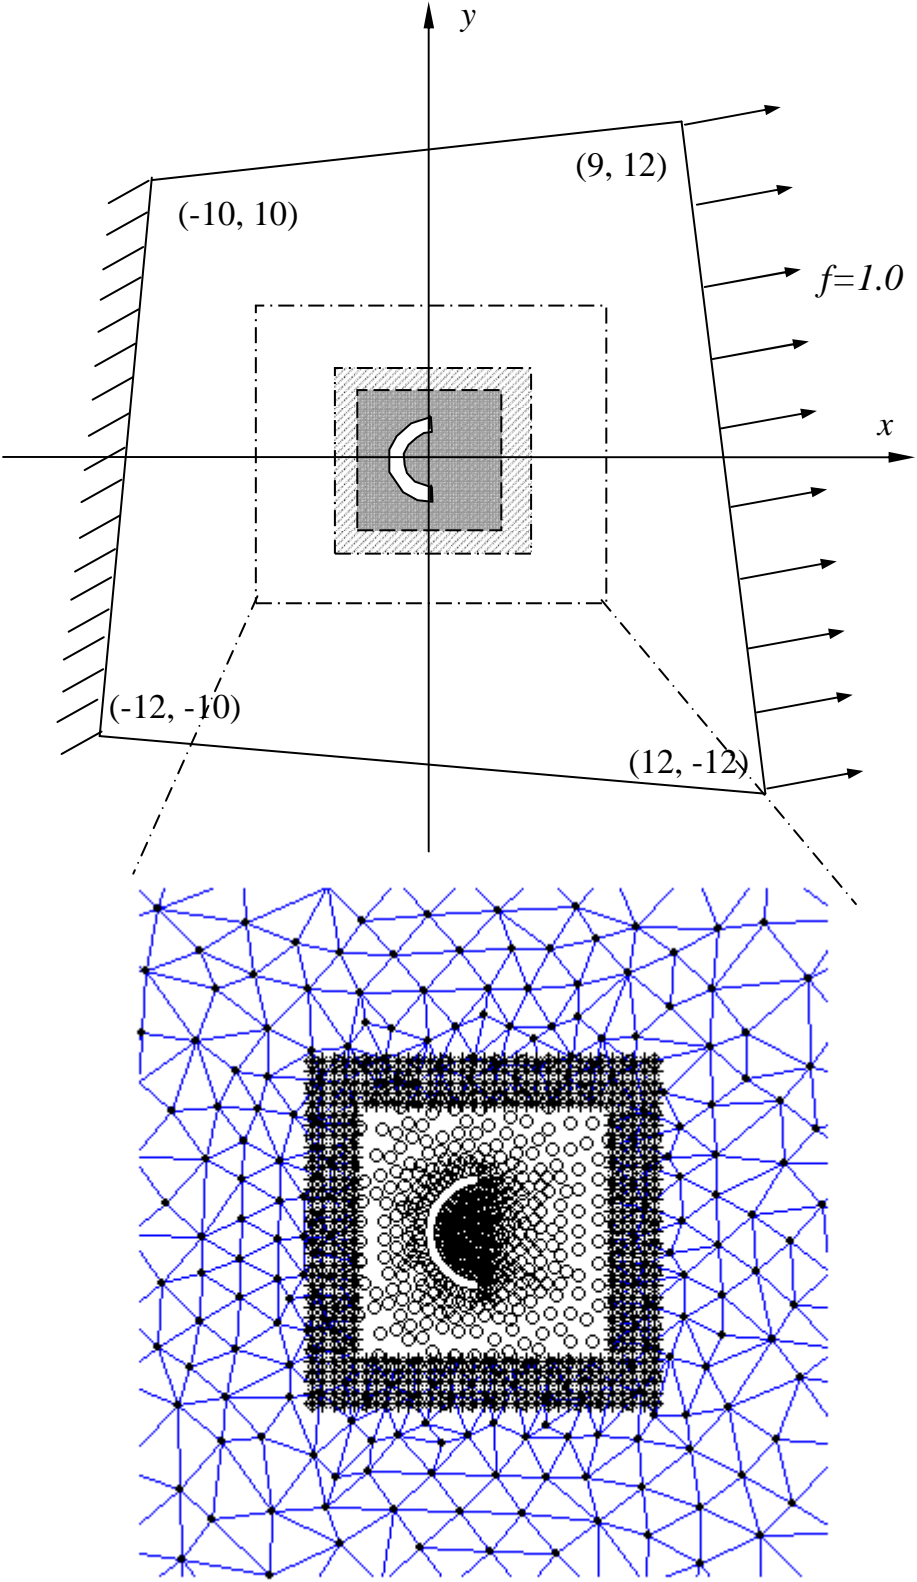 y
(9, 12)
(-10, 10)
f=1.0
x
(-12, -10)
(12, -12)